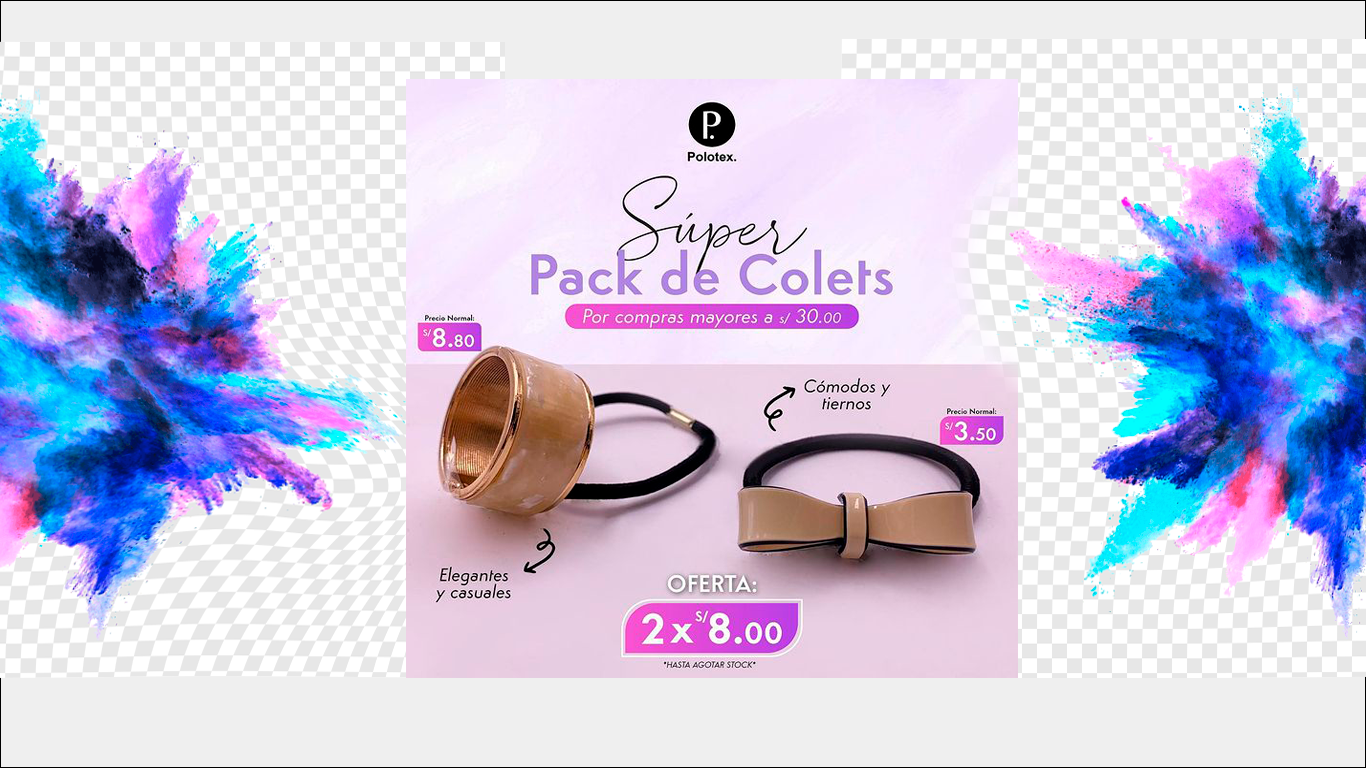 P.
Polotex.
Súper
Pack de Colets
Por compras mayores a s/ 30.00
Precio Normal:
S/8.80
Cómodos y
tiernos
Precio Normal:
S/3.50
Elegantes
y casuales
OFERTA:
2 x S/8.00
*HASTA AGOTAR STOCK*